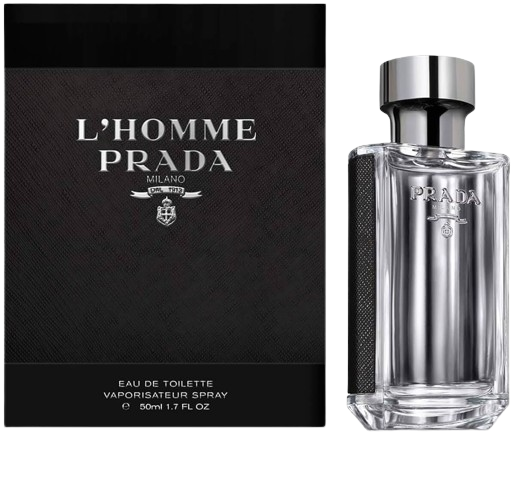 L'HOMME
PRADA
MILANO
DAL 1913
EAU DE TOILETTE
VAPORISATEUR SPRAY
℮ 50ml 1.7 FL OZ
PRADA